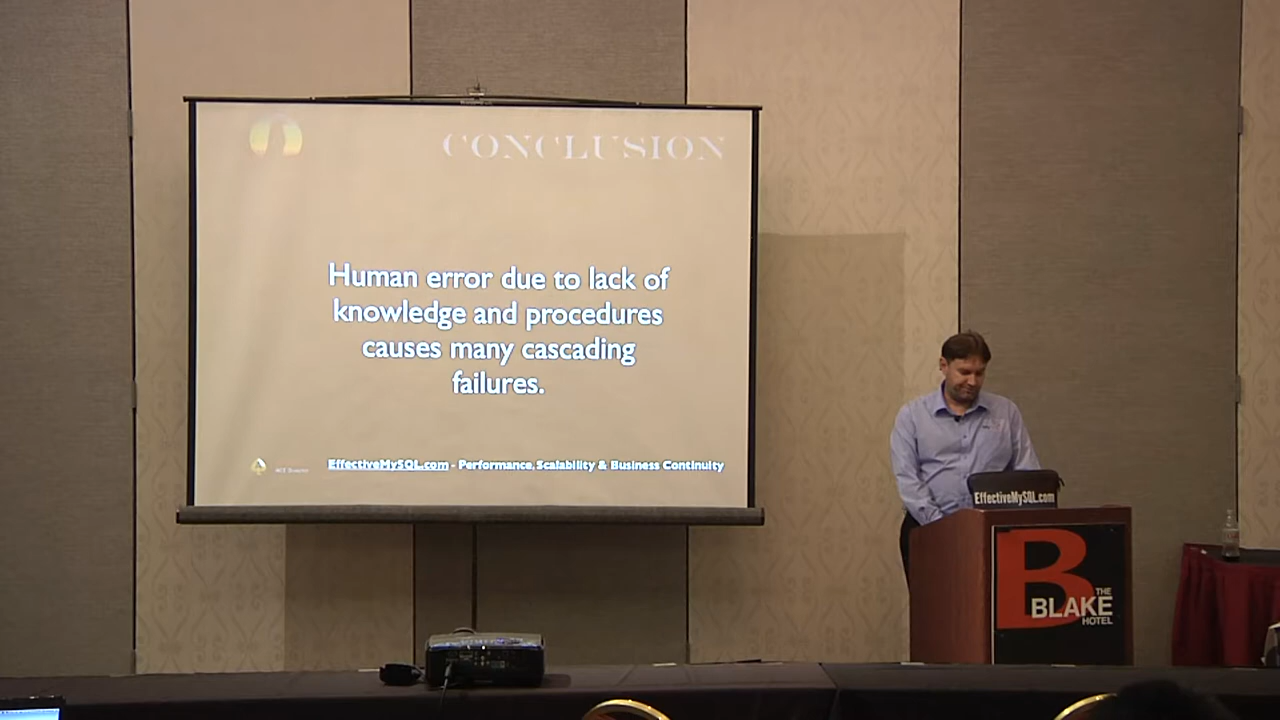 CONCLUSION
Human error due to lack of
knowledge and procedures
causes many cascading
failures.
EffectiveMySQL.com - Performance, Scalability & Business Continuity
EffectiveMySQL.com
B
THE
BLAKE
HOTEL